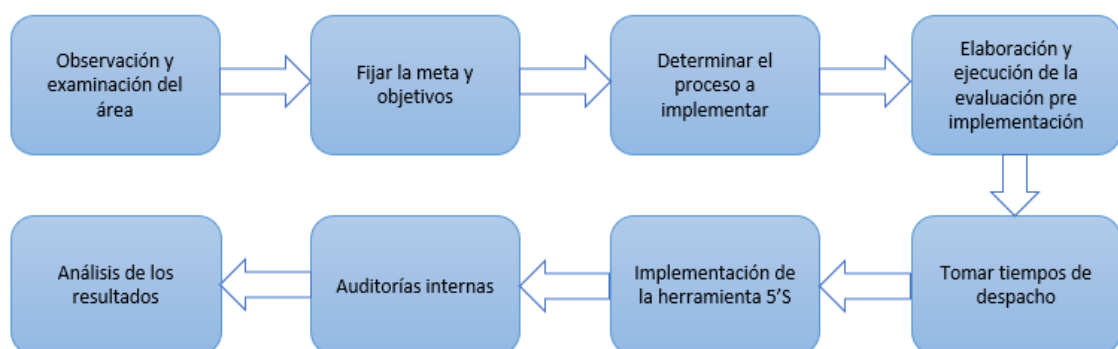 Observación y
examinación del
área
Fijar la meta y
objetivos
Determinar el
proceso a
implementar
Elaboración y
ejecución de la
evaluación pre
implementación
Tomar tiempos de
despacho
Implementación de
la herramienta 5’S
Auditorías internas
Análisis de los
resultados